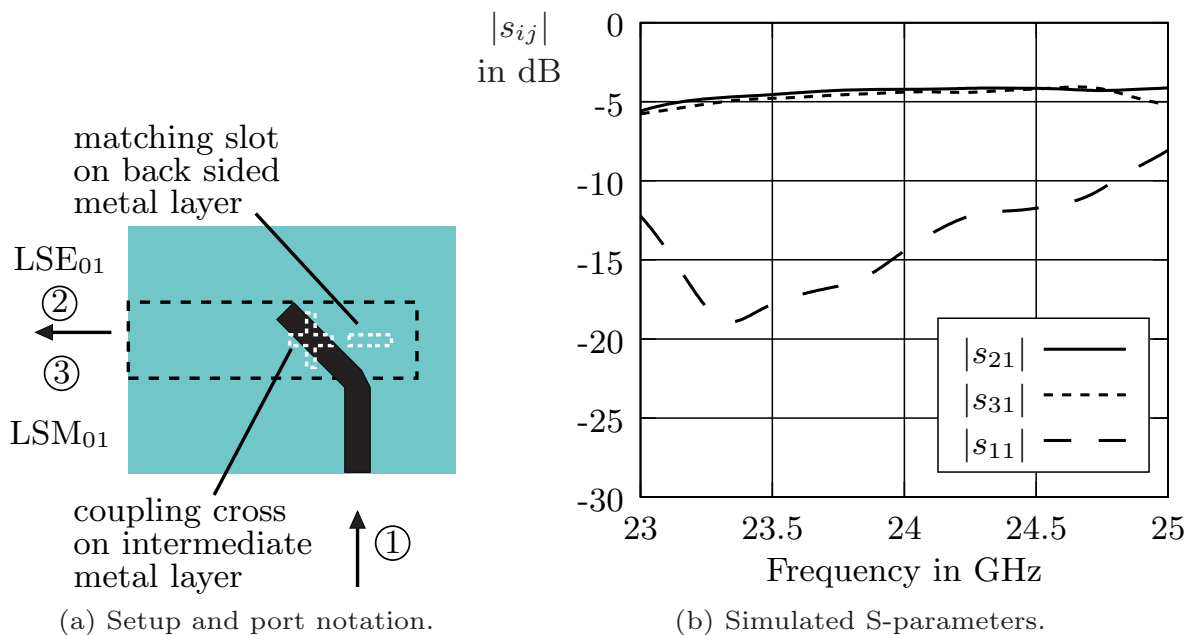 matching slot
on back sided
metal layer
LSE₀₁
②
③
LSM₀₁
coupling cross
on intermediate
metal layer
①
(a) Setup and port notation.
|sᵢⱼ|
in dB
0
-5
-10
-15
-20
-25
-30
23
23.5
24
24.5
25
Frequency in GHz
|s₂₁|
|s₃₁|
|s₁₁|
(b) Simulated S-parameters.